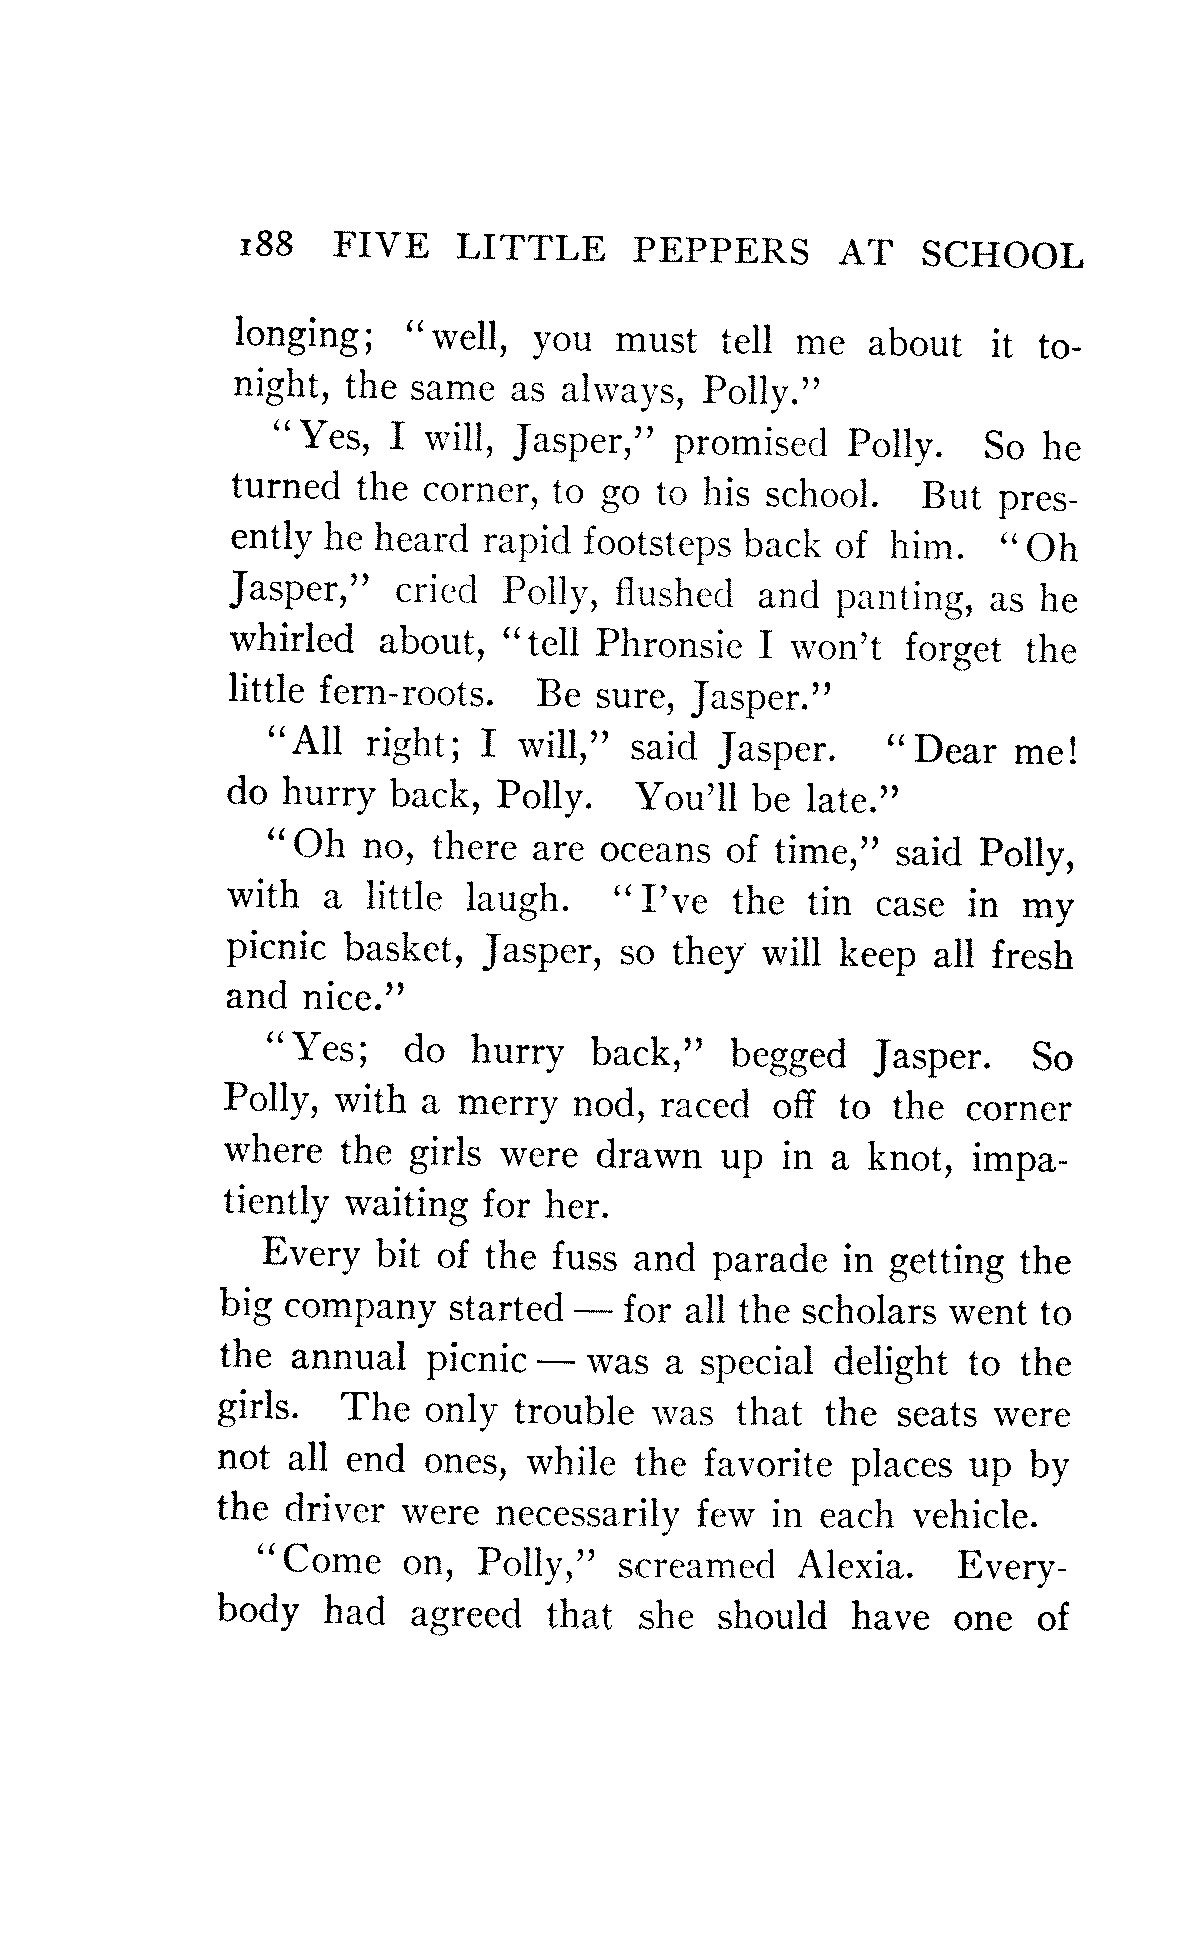 188 FIVE LITTLE PEPPERS AT SCHOOL
longing; "well, you must tell me about it to-
night, the same as always, Polly."
"Yes, I will, Jasper," promised Polly. So he
turned the corner, to go to his school. But pres-
ently he heard rapid footsteps back of him. "Oh
Jasper," cried Polly, flushed and panting, as he
whirled about, "tell Phronsie I won't forget the
little fern-roots. Be sure, Jasper."
"All right; I will," said Jasper. "Dear me!
do hurry back, Polly. You'll be late."
"Oh no, there are oceans of time," said Polly,
with a little laugh. "I've the tin case in my
picnic basket, Jasper, so they will keep all fresh
and nice."
"Yes; do hurry back," begged Jasper. So
Polly, with a merry nod, raced off to the corner
where the girls were drawn up in a knot, impa-
tiently waiting for her.
Every bit of the fuss and parade in getting the
big company started — for all the scholars went to
the annual picnic — was a special delight to the
girls. The only trouble was that the seats were
not all end ones, while the favorite places up by
the driver were necessarily few in each vehicle.
"Come on, Polly," screamed Alexia. Every-
body had agreed that she should have one of